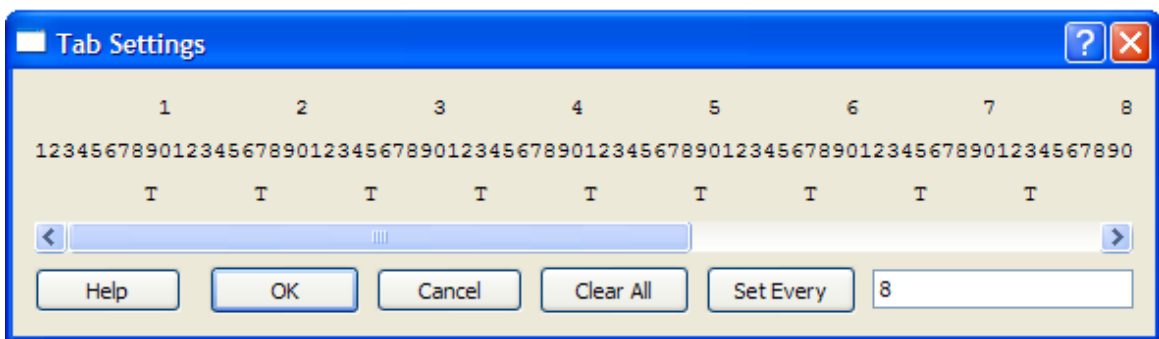 Tab Settings
1 2 3 4 5 6 7 8
12345678901234567890123456789012345678901234567890123456789012345678901234567890
T T T T T T T T T
Help OK Cancel Clear All Set Every 8